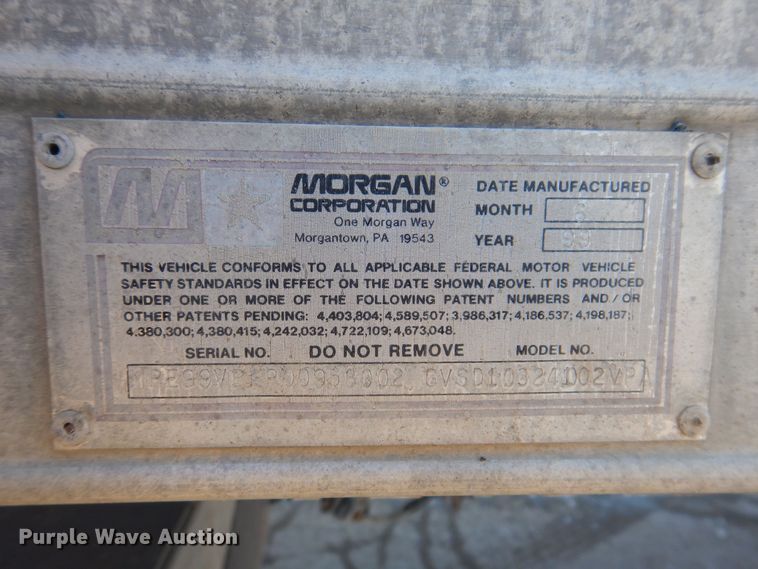 MORGAN®
CORPORATION
One Morgan Way
Morgantown, PA 19543
DATE MANUFACTURED
MONTH 6
YEAR 99
THIS VEHICLE CONFORMS TO ALL APPLICABLE FEDERAL MOTOR VEHICLE
SAFETY STANDARDS IN EFFECT ON THE DATE SHOWN ABOVE. IT IS PRODUCED
UNDER ONE OR MORE OF THE FOLLOWING PATENT NUMBERS AND/OR
OTHER PATENTS PENDING: 4,403,804; 4,589,507; 3,986,317; 4,186,537; 4,198,187;
4.380,300; 4,380,415; 4,242,032; 4,722,109; 4,673,048.
SERIAL NO. DO NOT REMOVE MODEL NO.
GVSD10324102VPA
Purple Wave Auction